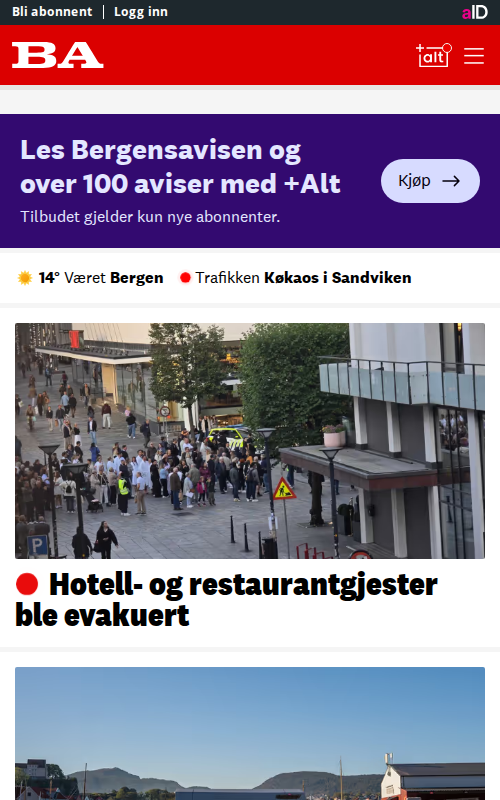 Bli abonnent
Logg inn
aID
BA
+alt
Les Bergensavisen og
over 100 aviser med +Alt
Tilbudet gjelder kun nye abonnenter.
Kjøp
14° Været Bergen
Trafikken Køkaos i Sandviken
P
Hotell- og restaurantgjester
ble evakuert